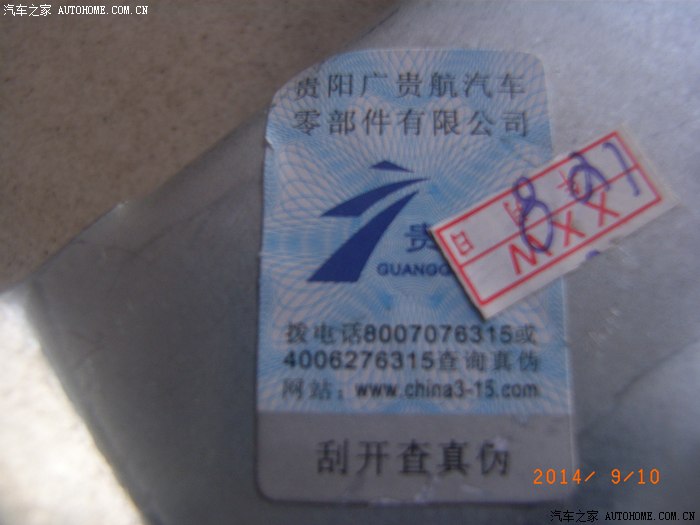 汽车之家 AUTOHOME.COM.CN
贵阳广贵航汽车
零部件有限公司
贵
GUANGG
拨电话8007076315或
4006276315查询真伪
网站：www.china3-15.com
刮开查真伪
WXX
日
2014/ 9/10
汽车之家 AUTOHOME.COM.CN